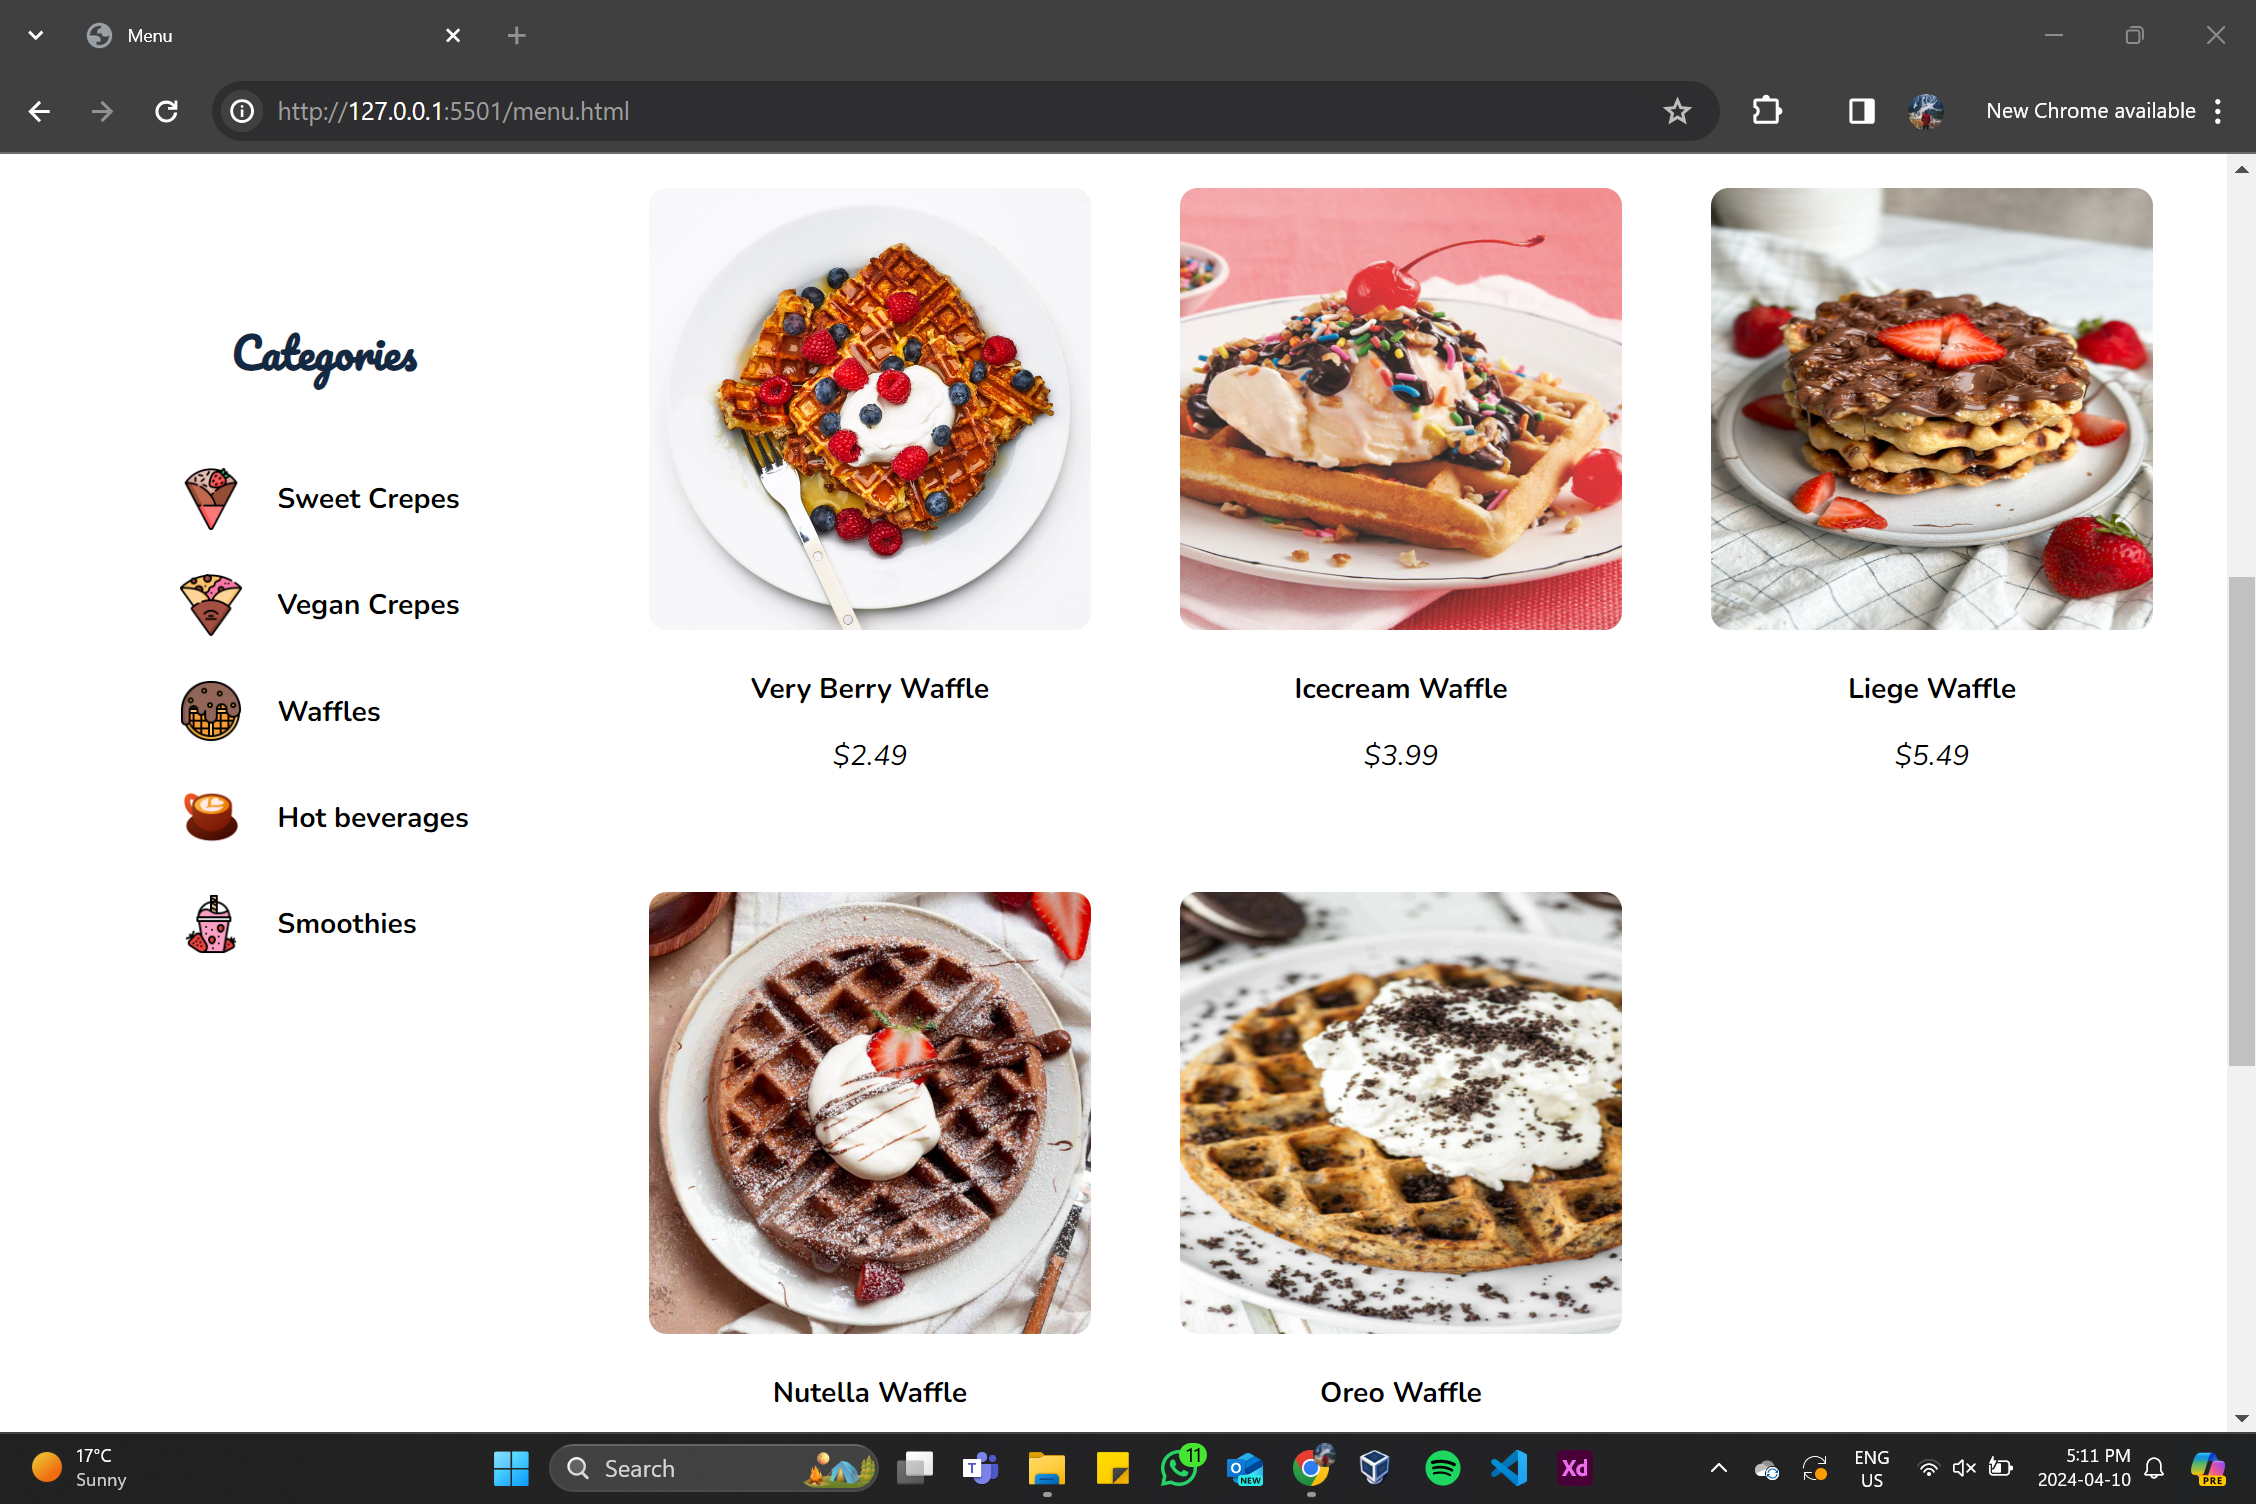 Menu
http://127.0.0.1:5501/menu.html
New Chrome available
Categories
Sweet Crepes
Vegan Crepes
Waffles
Hot beverages
Smoothies
Very Berry Waffle
$2.49
Icecream Waffle
$3.99
Liege Waffle
$5.49
Nutella Waffle
Oreo Waffle
17°C
Sunny
Search
T
11
O
NEW
Xd
ENG
US
5:11 PM
2024-04-10
PRE